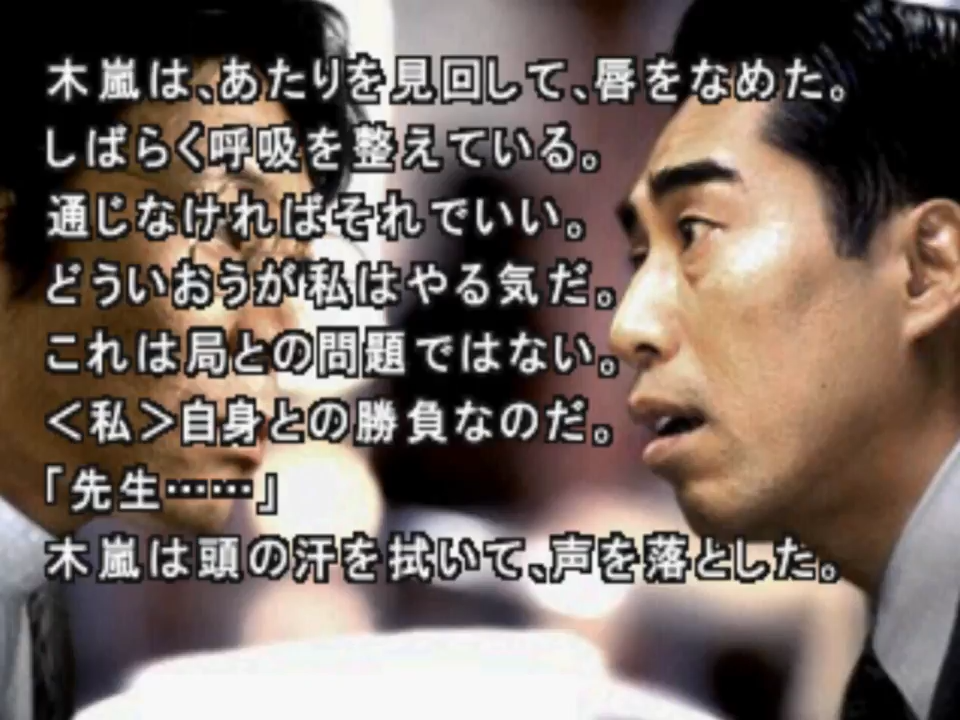 木嵐は、あたりを見回して、唇をなめた。
しばらく呼吸を整えている。
通じなければそれでいい。
どういおうが私はやる気だ。
これは局との問題ではない。
＜私＞自身との勝負なのだ。
「先生……」
木嵐は頭の汗を拭いて、声を落とした。